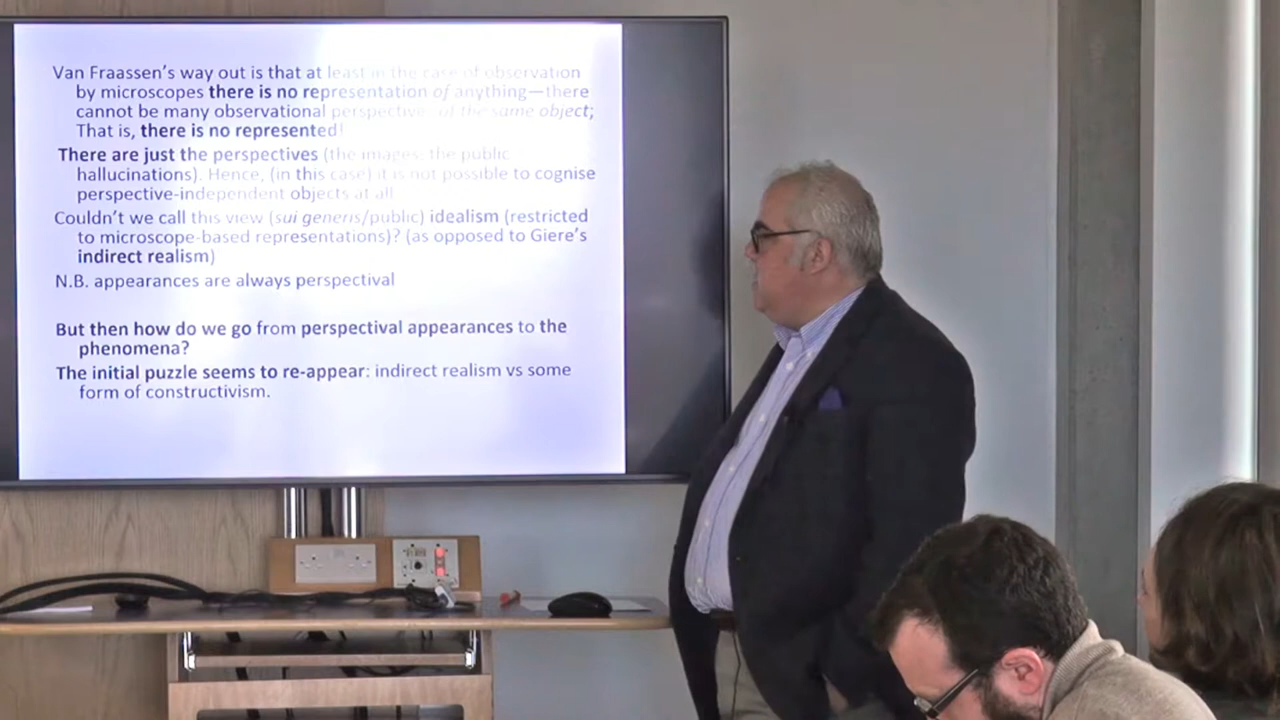 Van Fraassen's way out is that at least in the case of observation
by microscopes there is no representation of anything—there
cannot be many observational perspectives of the same object;
That is, there is no represented!
There are just the perspectives (the images: the public
hallucinations). Hence, (in this case) it is not possible to cognise
perspective-independent objects at all
Couldn't we call this view (sui generis/public) idealism (restricted
to microscope-based representations)? (as opposed to Giere's
indirect realism)
N.B. appearances are always perspectival
But then how do we go from perspectival appearances to the
phenomena?
The initial puzzle seems to re-appear: indirect realism vs some
form of constructivism.